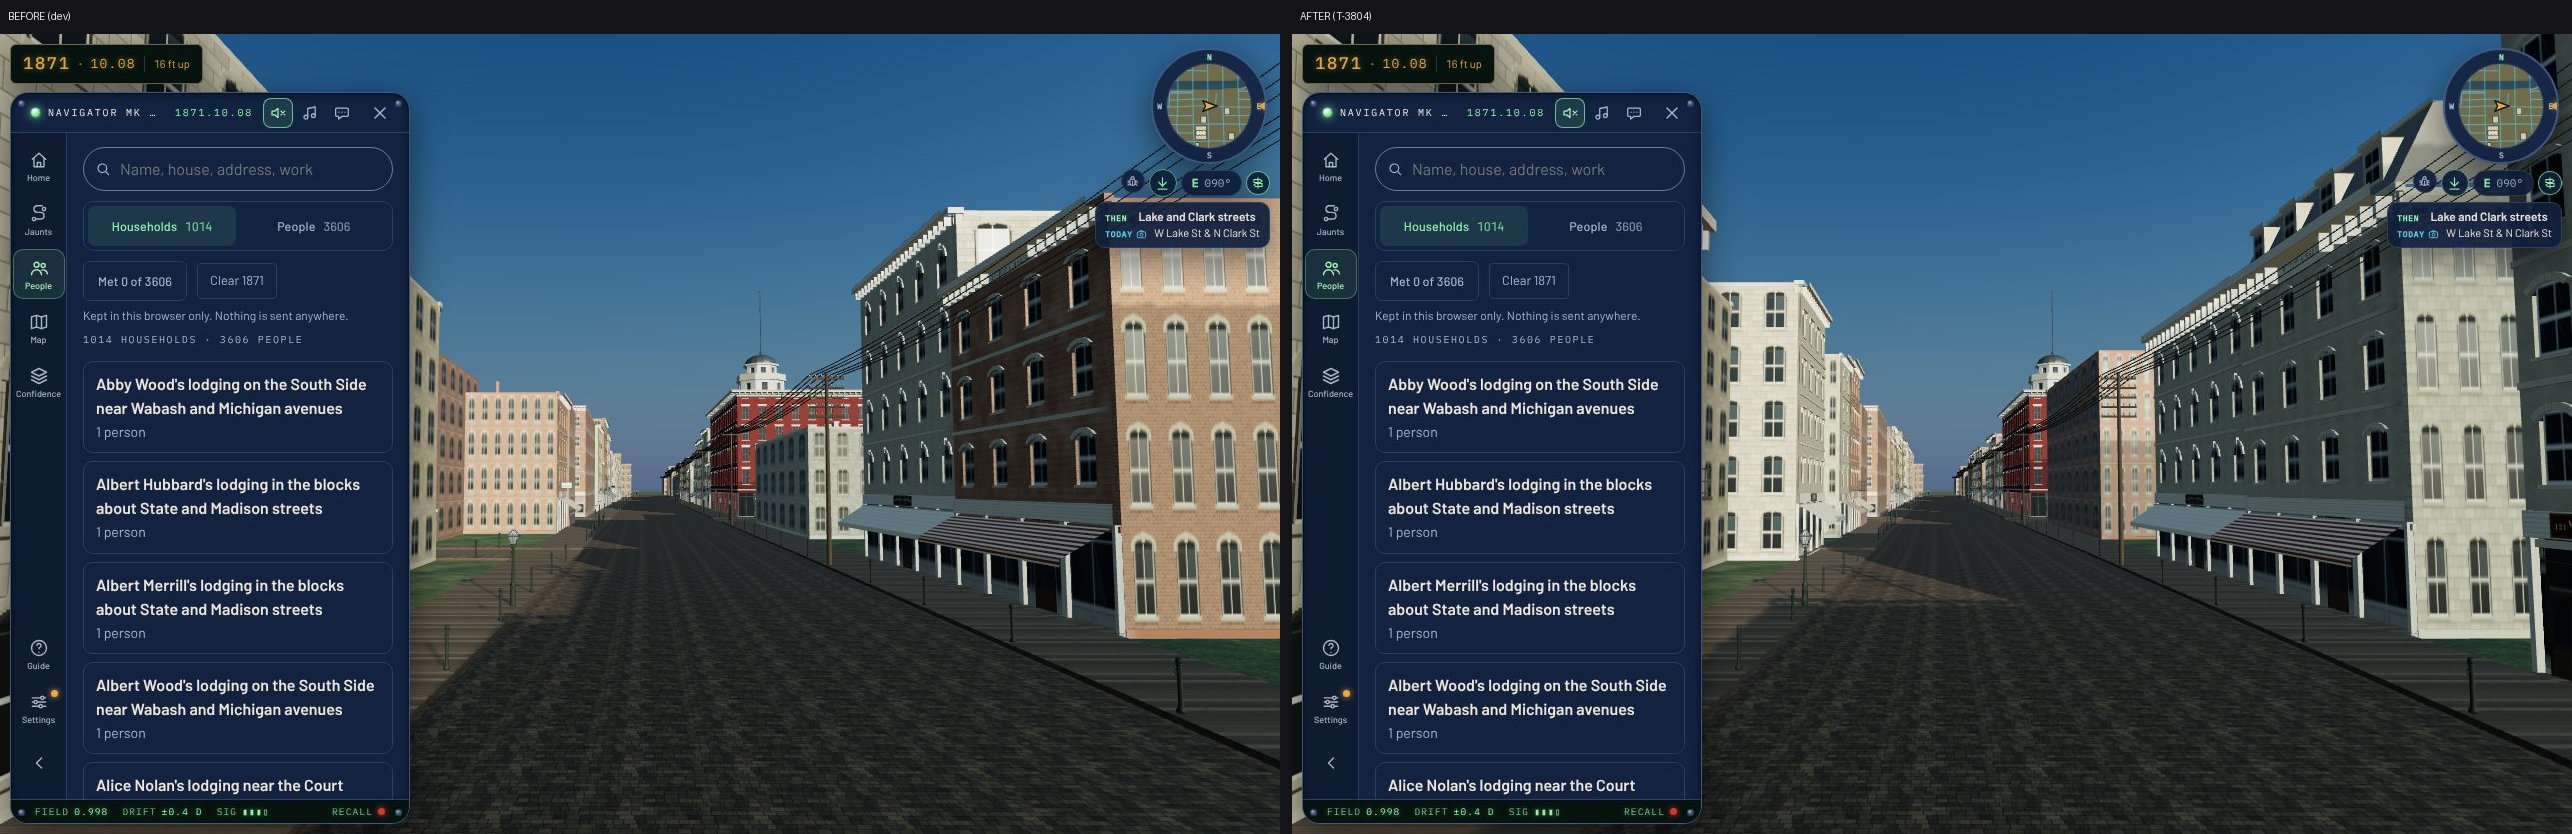 BEFORE (dev)
1871 · 10.08 16 ft up
NAVIGATOR MK … 1871.10.08
Home
Jaunts
People
Map
Confidence
Guide
Settings
Name, house, address, work
Households 1014 People 3606
Met 0 of 3606 Clear 1871
Kept in this browser only. Nothing is sent anywhere.
1014 HOUSEHOLDS · 3606 PEOPLE
Abby Wood's lodging on the South Side
near Wabash and Michigan avenues
1 person
Albert Hubbard's lodging in the blocks
about State and Madison streets
1 person
Albert Merrill's lodging in the blocks
about State and Madison streets
1 person
Albert Wood's lodging on the South Side
near Wabash and Michigan avenues
1 person
Alice Nolan's lodging near the Court
FIELD 0.998 DRIFT ±0.4 D SIG RECALL
N
W E
S
E 090°
THEN Lake and Clark streets
TODAY W Lake St & N Clark St
AFTER (T-3804)
1871 · 10.08 16 ft up
NAVIGATOR MK … 1871.10.08
Home
Jaunts
People
Map
Confidence
Guide
Settings
Name, house, address, work
Households 1014 People 3606
Met 0 of 3606 Clear 1871
Kept in this browser only. Nothing is sent anywhere.
1014 HOUSEHOLDS · 3606 PEOPLE
Abby Wood's lodging on the South Side
near Wabash and Michigan avenues
1 person
Albert Hubbard's lodging in the blocks
about State and Madison streets
1 person
Albert Merrill's lodging in the blocks
about State and Madison streets
1 person
Albert Wood's lodging on the South Side
near Wabash and Michigan avenues
1 person
Alice Nolan's lodging near the Court
FIELD 0.998 DRIFT ±0.4 D SIG RECALL
N
W E
S
E 090°
THEN Lake and Clark streets
TODAY W Lake St & N Clark St